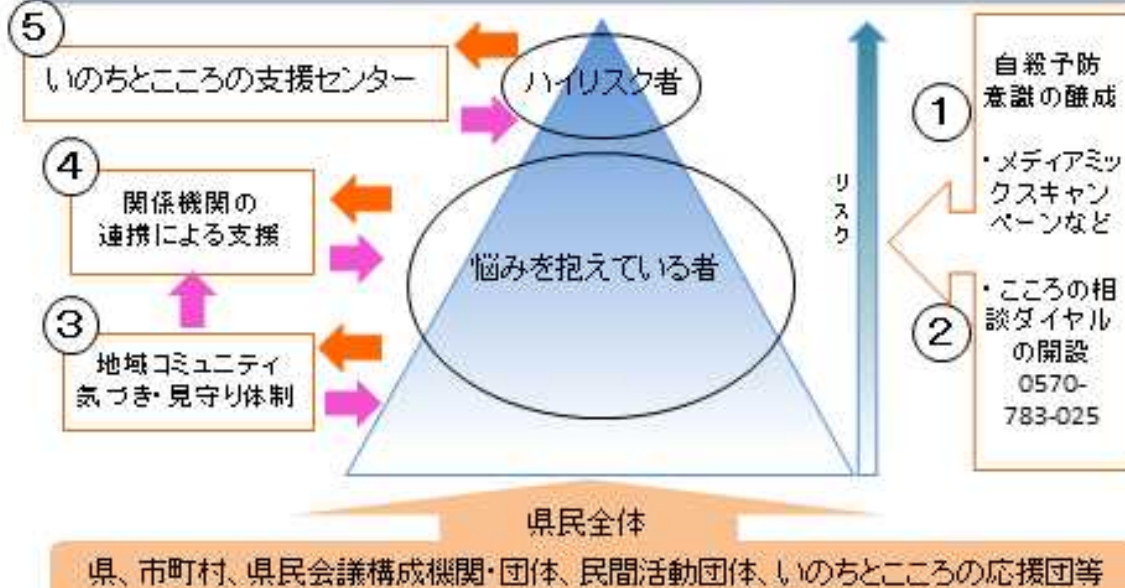 ⑤
いのちとこころの支援センター
ハイリスク者
④
関係機関の
連携による支援
悩みを抱えている者
③
地域コミュニティ
気づき・見守り体制
リスク
①
自殺予防
意識の醸成
・メディアミッ
クスキャン
ペーンなど
②
・こころの相
談ダイヤル
の開設
0570-
783-025
県民全体
県、市町村、県民会議構成機関・団体、民間活動団体、いのちとこころの応援団等